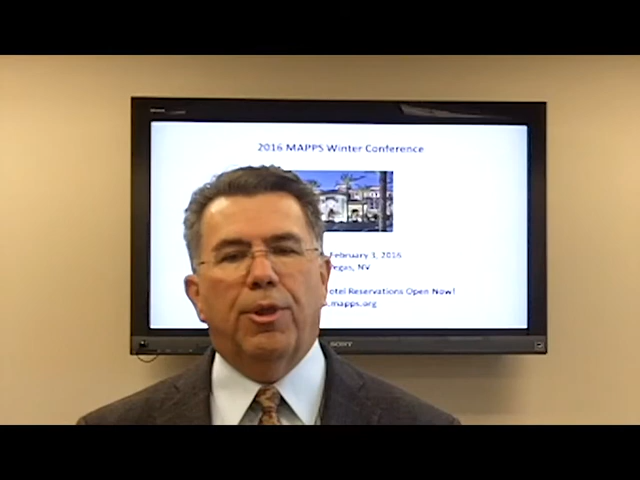 2016 MAPPS Winter Conference
February 3, 2016
Vegas, NV
Hotel Reservations Open Now!
.mapps.org
SONY